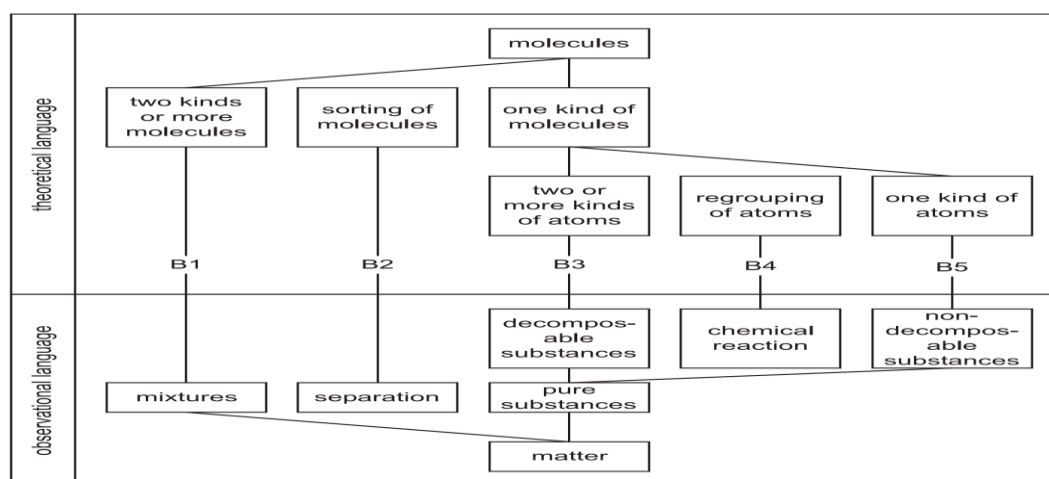 molecules
two kinds
or more
molecules
sorting of
molecules
one kind of
molecules
two or
more kinds
of atoms
regrouping
of atoms
one kind of
atoms
theoretical language
B1
B2
B3
B4
B5
decompos-
able
substances
chemical
reaction
non-
decompos-
able
substances
mixtures
separation
pure
substances
matter
observational language